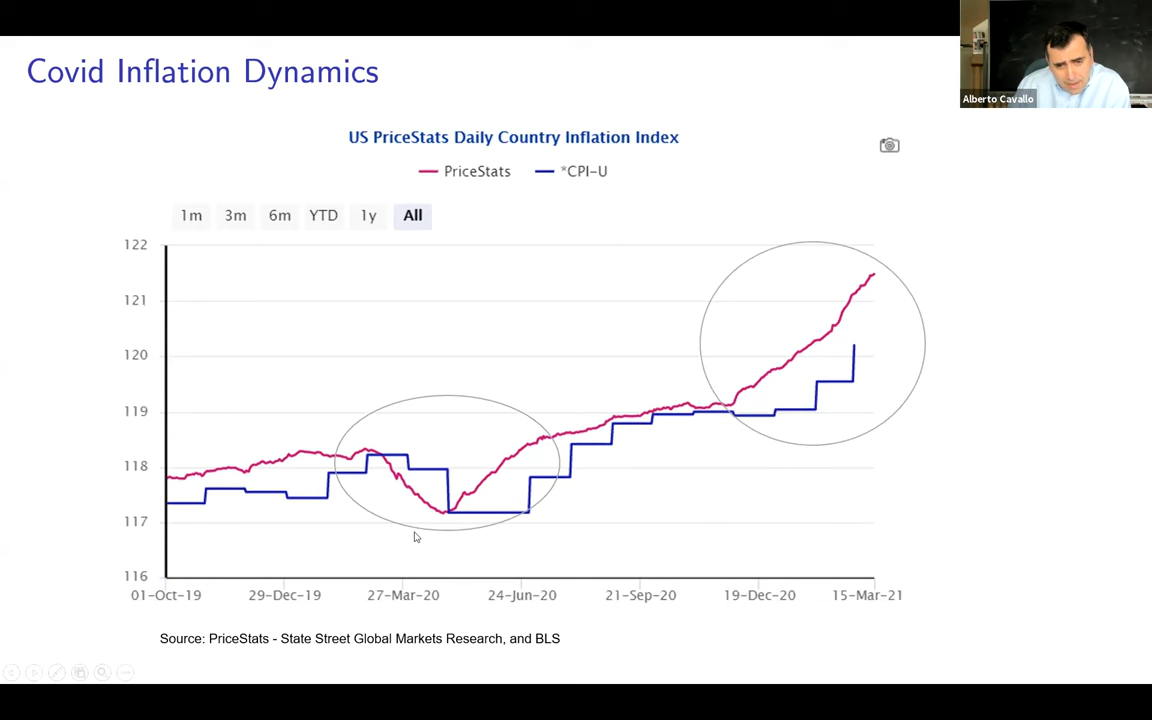 Covid Inflation Dynamics
Alberto Cavallo
US PriceStats Daily Country Inflation Index
PriceStats *CPI-U
1m 3m 6m YTD 1y All
122
121
120
119
118
117
116
01-Oct-19 29-Dec-19 27-Mar-20 24-Jun-20 21-Sep-20 19-Dec-20 15-Mar-21
Source: PriceStats - State Street Global Markets Research, and BLS